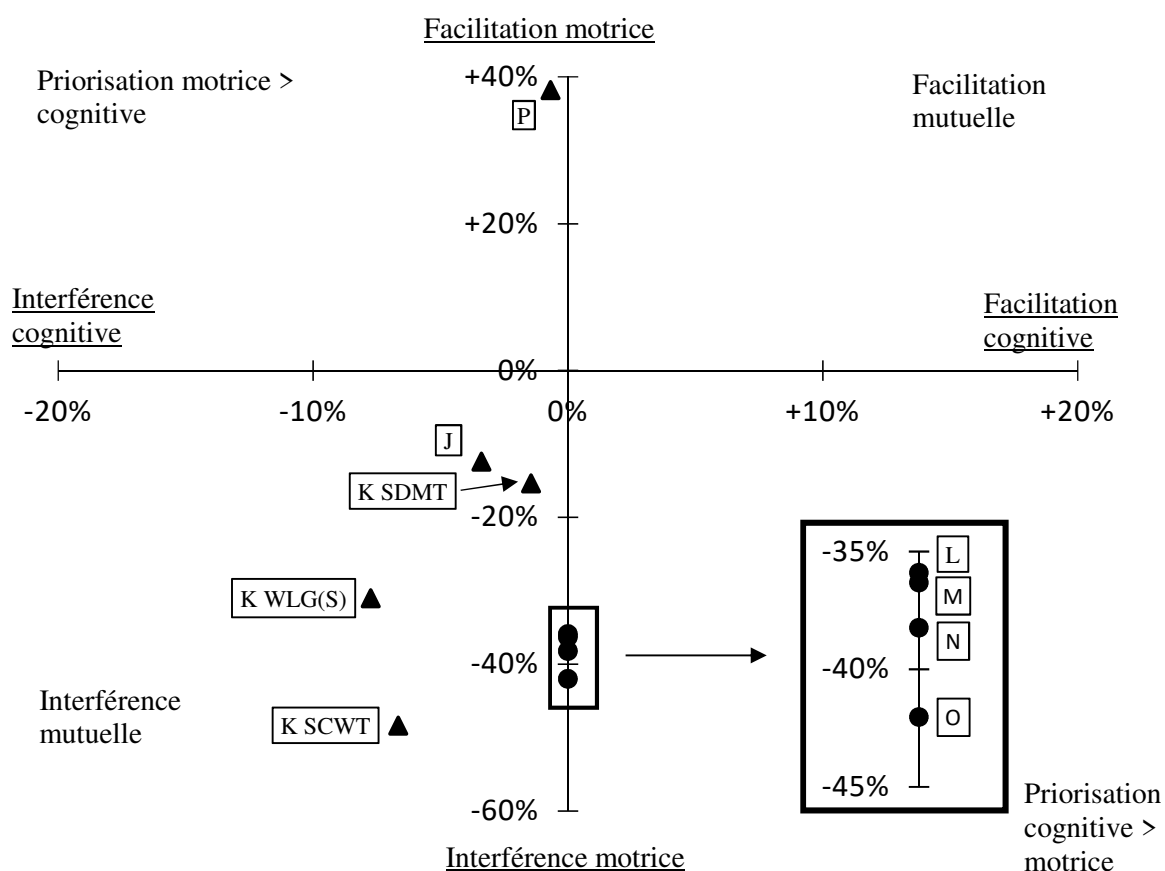 Facilitation motrice
Priorisation motrice >
cognitive
+40%
Facilitation
mutuelle
P
+20%
Interférence
cognitive
Facilitation
cognitive
0%
-20%
-10%
0%
+10%
+20%
J
K SDMT
-20%
-35%
L
K WLG(S)
M
N
-40%
-40%
Interférence
mutuelle
K SCWT
O
-45%
-60%
Priorisation
cognitive >
motrice
Interférence motrice